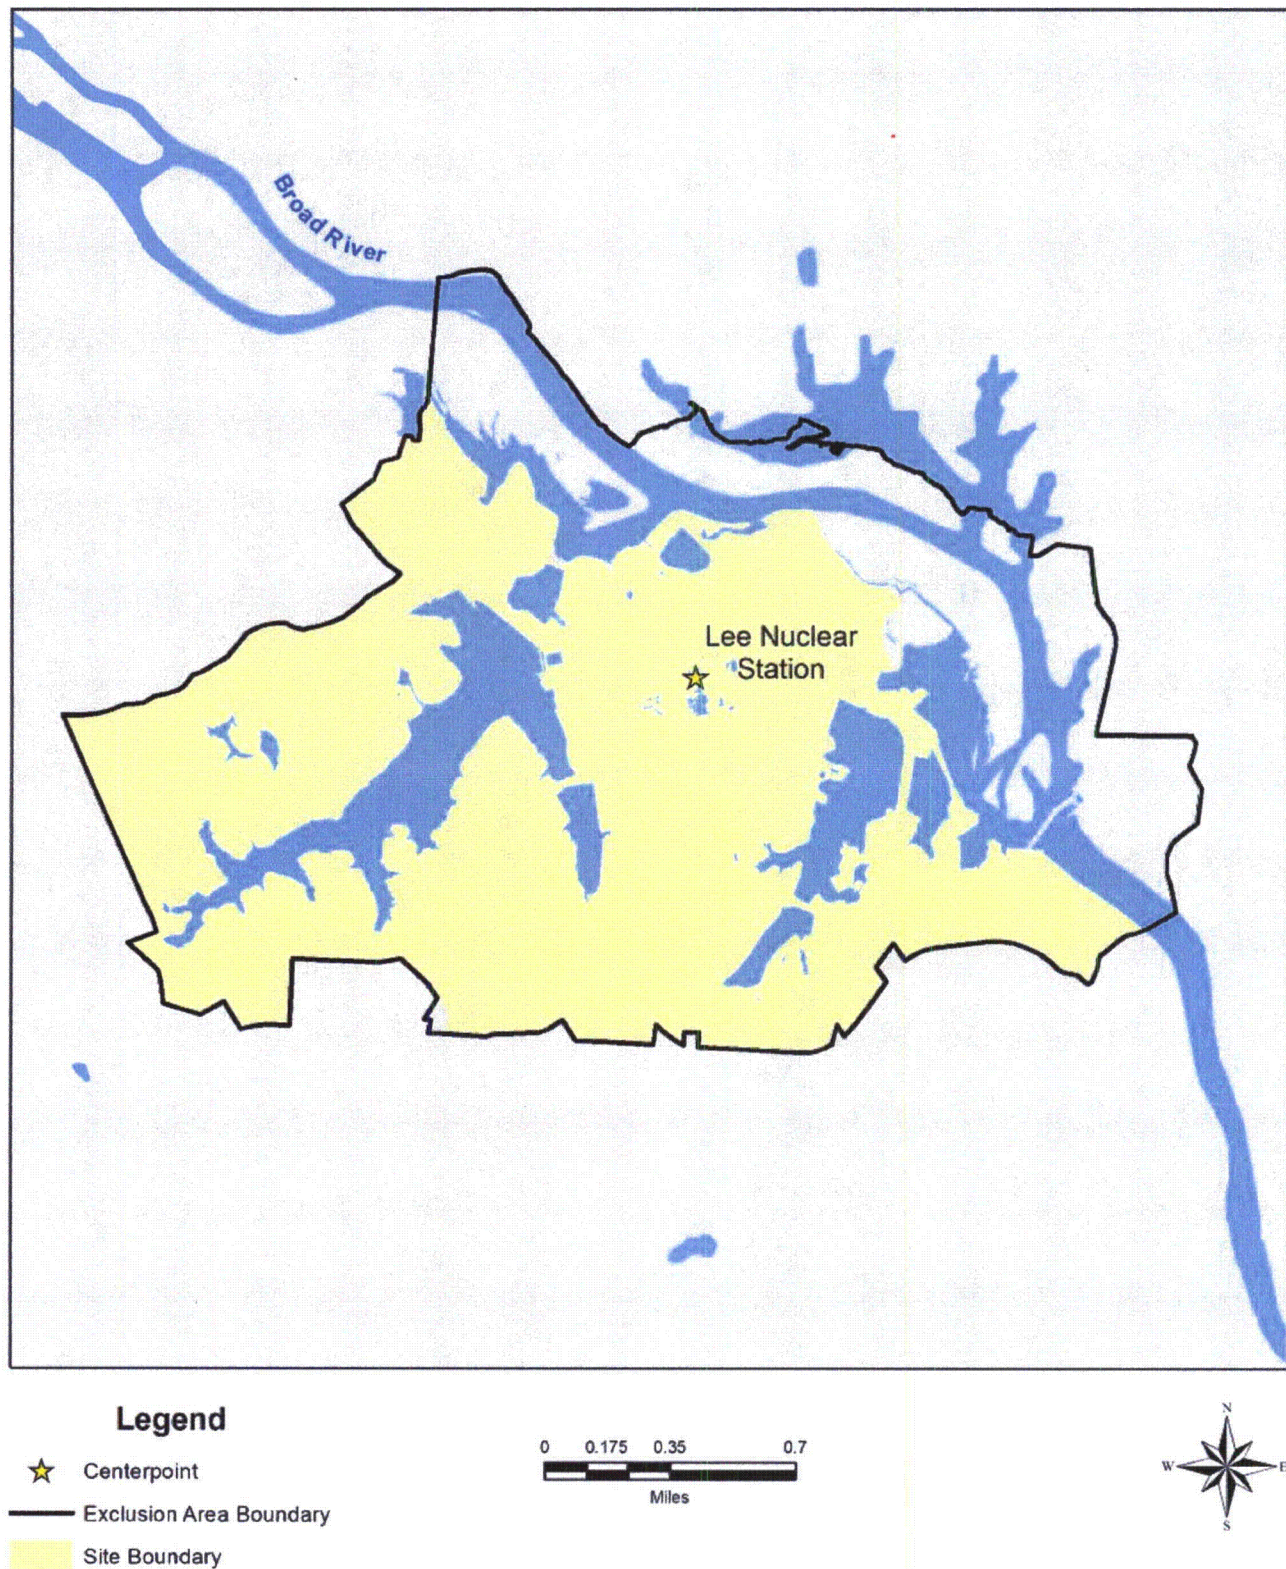 Broad River
Lee Nuclear
Station
Legend
Centerpoint
Exclusion Area Boundary
Site Boundary
0 0.175 0.35 0.7
Miles
N
W E
S